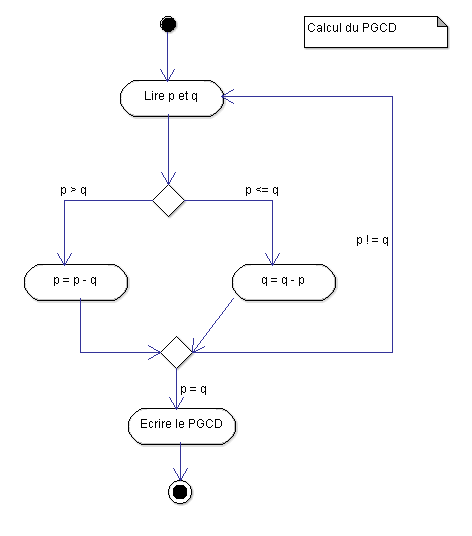 Calcul du PGCD
Lire p et q
p > q
p <= q
p ! = q
p = p - q
q = q - p
p = q
Ecrire le PGCD